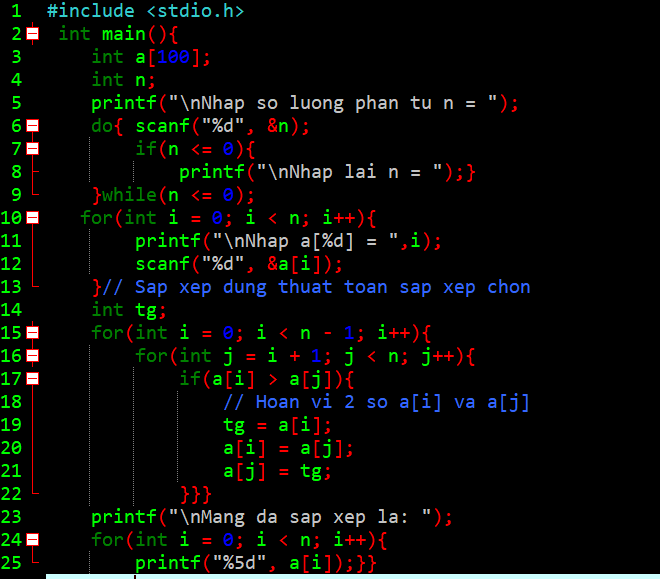 1 #include <stdio.h>
2 int main(){
3 int a[100];
4 int n;
5 printf("\nNhap so luong phan tu n = ");
6 do{ scanf("%d", &n);
7 if(n <= 0){
8 printf("\nNhap lai n = ");}
9 }while(n <= 0);
10 for(int i = 0; i < n; i++){
11 printf("\nNhap a[%d] = ",i);
12 scanf("%d", &a[i]);
13 }// Sap xep dung thuat toan sap xep chon
14 int tg;
15 for(int i = 0; i < n - 1; i++){
16 for(int j = i + 1; j < n; j++){
17 if(a[i] > a[j]){
18 // Hoan vi 2 so a[i] va a[j]
19 tg = a[i];
20 a[i] = a[j];
21 a[j] = tg;
22 }}}
23 printf("\nMang da sap xep la: ");
24 for(int i = 0; i < n; i++){
25 printf("%5d", a[i]);}}